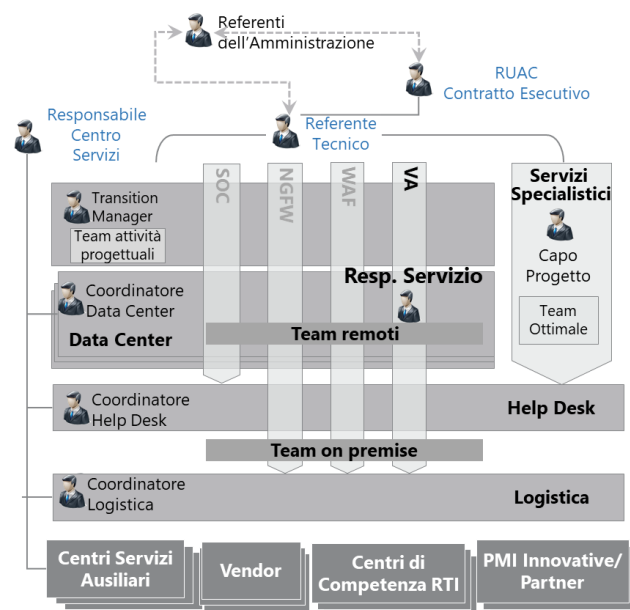 Referenti
dell'Amministrazione
RUAC
Contratto Esecutivo
Responsabile
Centro
Servizi
Referente
Tecnico
SOC
NGFW
WAF
VA
Servizi
Specialistici
Transition
Manager
Team attività
progettuali
Capo
Progetto
Resp. Servizio
Coordinatore
Data Center
Data Center
Team remoti
Team
Ottimale
Coordinatore
Help Desk
Help Desk
Team on premise
Coordinatore
Logistica
Logistica
Centri Servizi
Ausiliari
Vendor
Centri di
Competenza RTI
PMI Innovative/
Partner